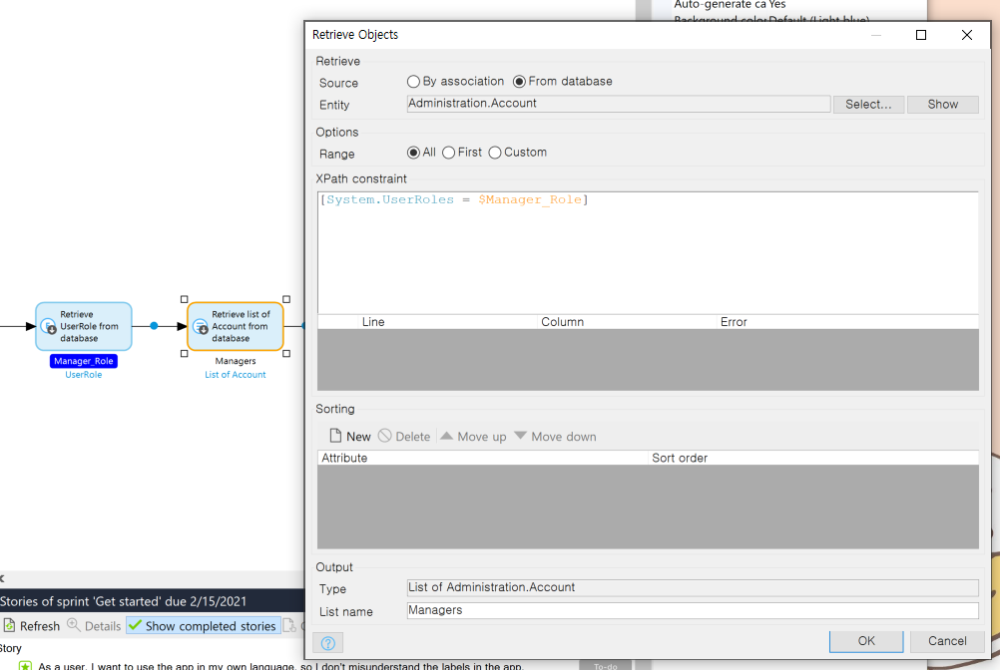 Auto-generate ca Yes
Background color Default (Light blue)
Retrieve Objects
Retrieve
Source By association From database
Entity Administration.Account Select... Show
Options
Range All First Custom
XPath constraint
[System.UserRoles = $Manager_Role]
Line Column Error
Retrieve
UserRole from
database
Manager_Role
UserRole
Retrieve list of
Account from
database
Managers
List of Account
Sorting
New Delete Move up Move down
Attribute Sort order
Output
Type List of Administration.Account
List name Managers
OK Cancel
Stories of sprint 'Get started' due 2/15/2021
Refresh Details Show completed stories
Story
As a user, I want to use the app in my own language, so I don't misunderstand the labels in the app. To-do